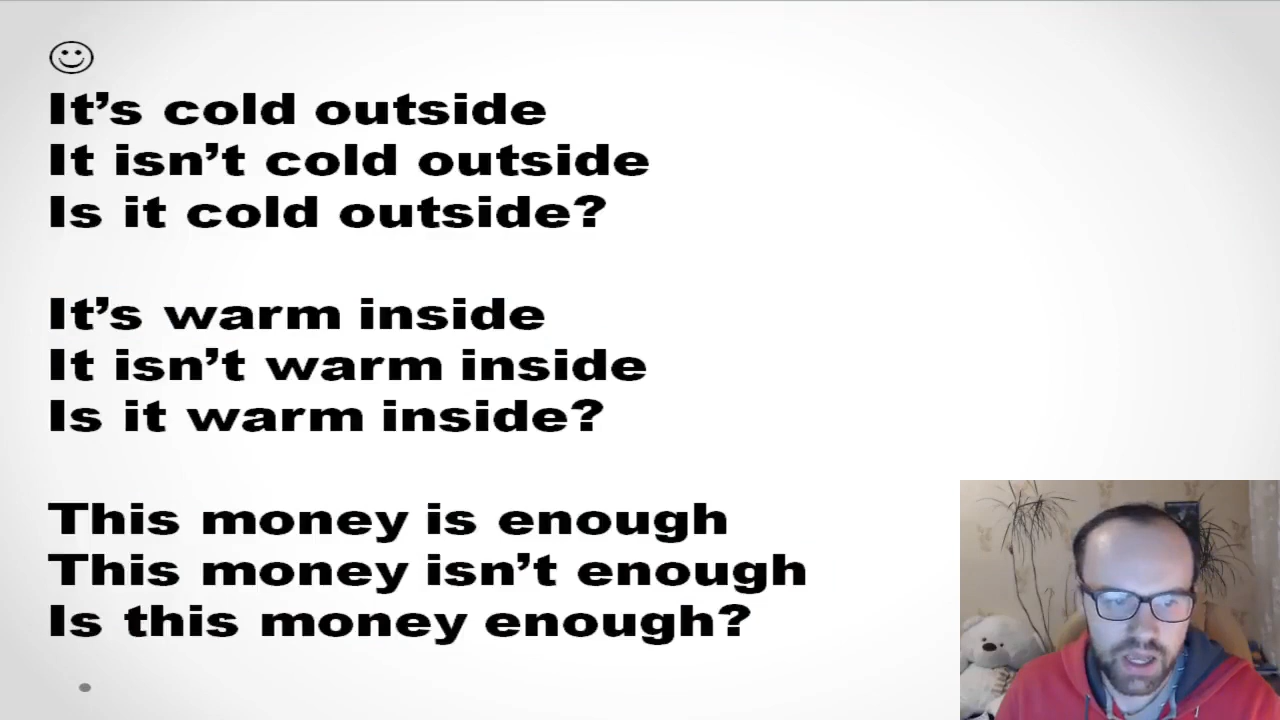 It’s cold outside
It isn’t cold outside
Is it cold outside?
It’s warm inside
It isn’t warm inside
Is it warm inside?
This money is enough
This money isn’t enough
Is this money enough?